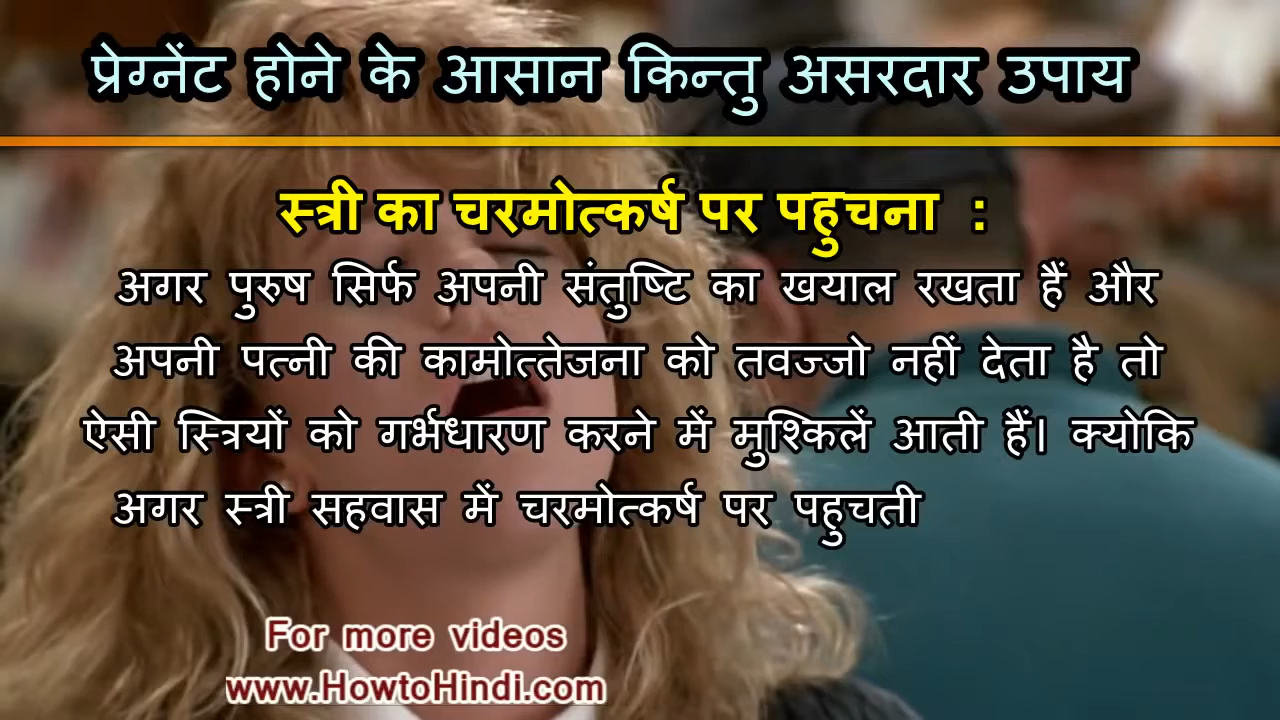 प्रेग्नेंट होने के आसान किन्तु असरदार उपाय
स्त्री का चरमोत्कर्ष पर पहुचना :
अगर पुरुष सिर्फ अपनी संतुष्टि का खयाल रखता हैं और
अपनी पत्नी की कामोत्तेजना को तवज्जो नहीं देता है तो
ऐसी स्त्रियों को गर्भधारण करने में मुश्किलें आती हैं। क्योकि
अगर स्त्री सहवास में चरमोत्कर्ष पर पहुचती
For more videos
www.HowtoHindi.com